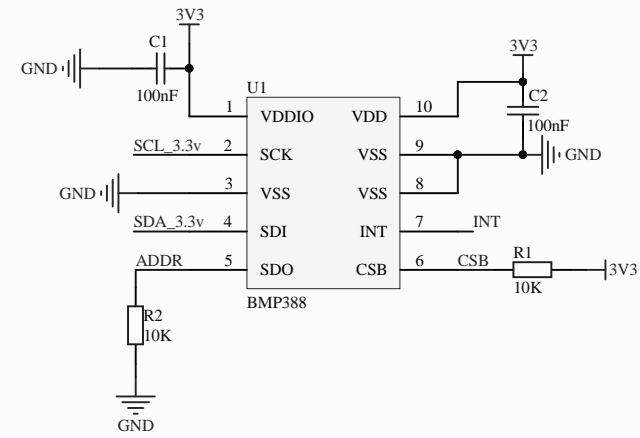 3V3
C1
GND
100nF
3V3
C2
100nF
GND
U1
1 VDDIO VDD 10
SCL_3.3v 2 SCK VSS 9
GND 3 VSS VSS 8
SDA_3.3v 4 SDI INT 7 INT
ADDR 5 SDO CSB 6 CSB R1 3V3
10K
BMP388
R2
10K
GND